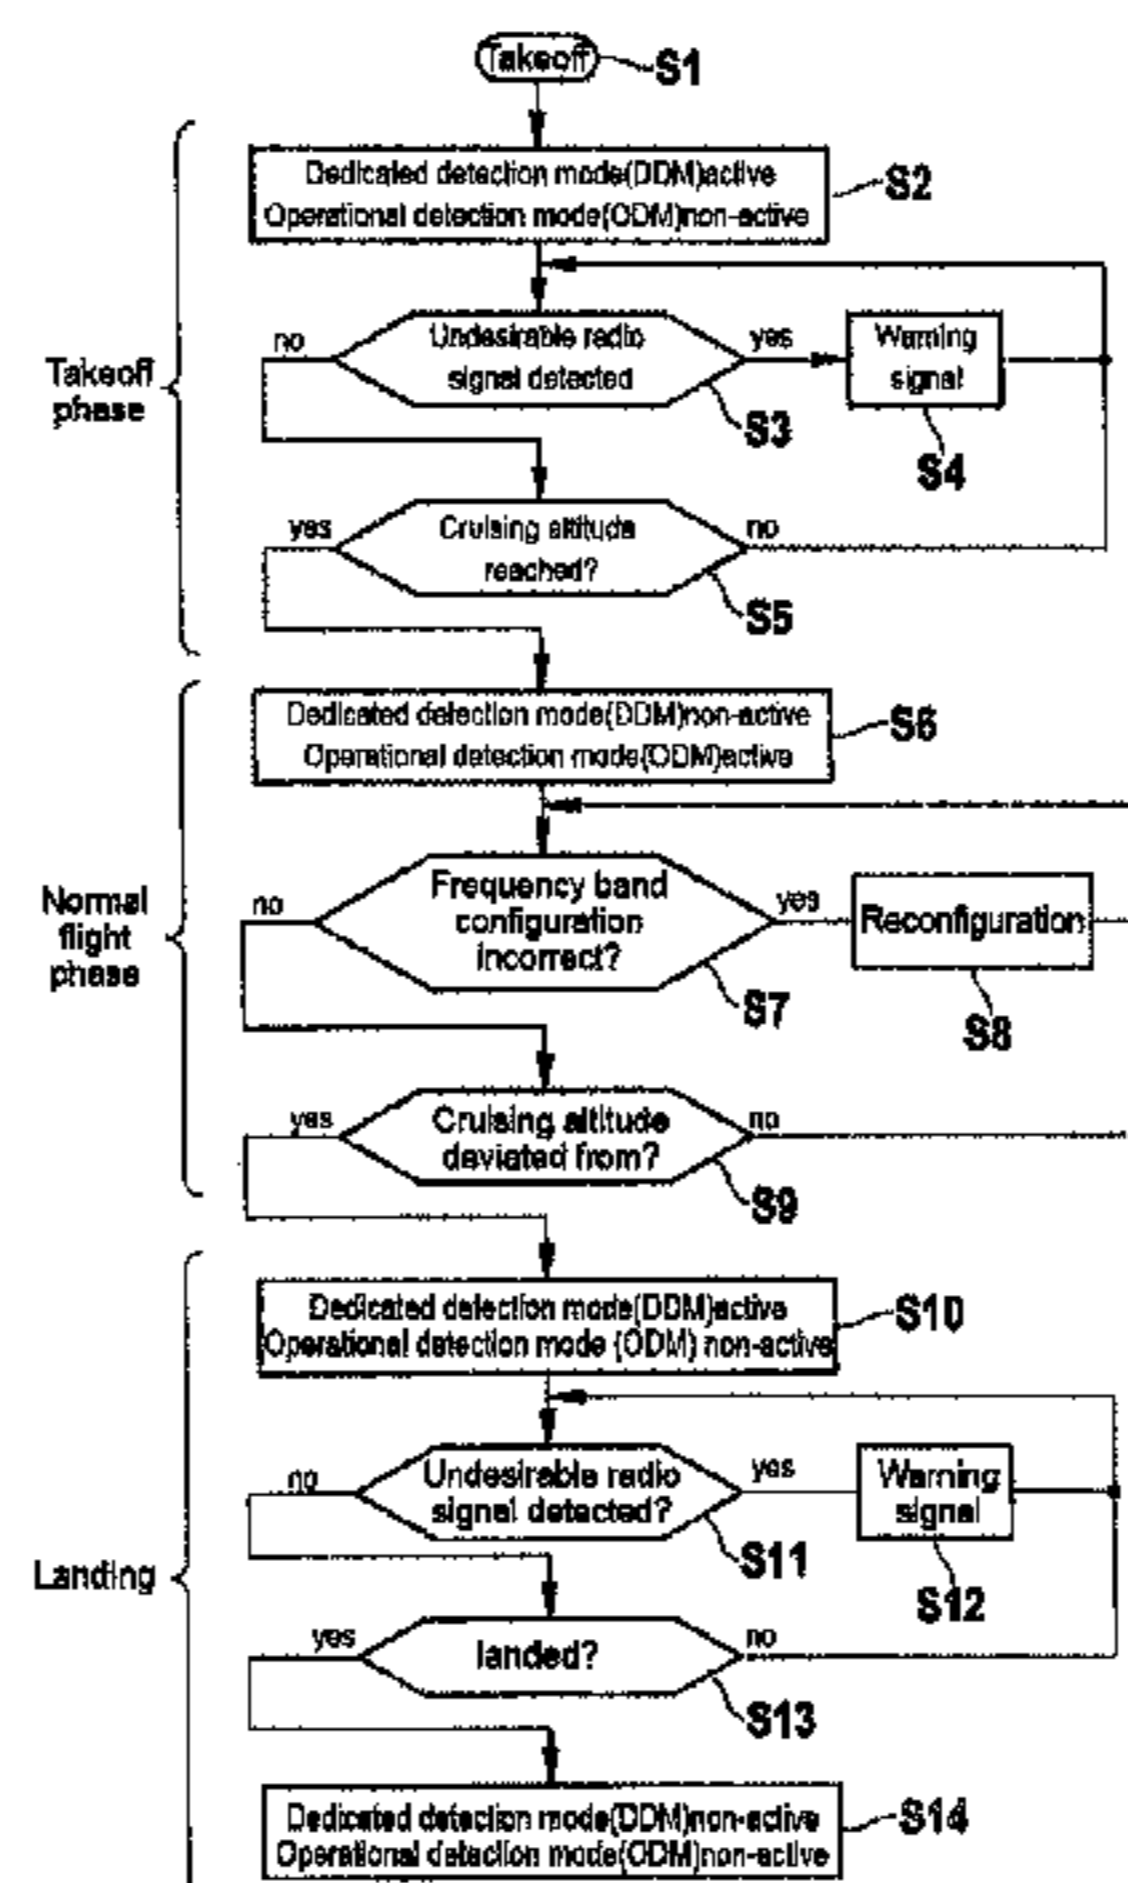 Takeoff
S1
Dedicated detection mode(DDM)active
Operational detection mode(ODM)non-active
S2
Undesirable radio
signal detected
no
yes
Warning
signal
S3
S4
Takeoff
phase
Cruising altitude
reached?
yes
no
S5
Dedicated detection mode(DDM)non-active
Operational detection mode(ODM)active
S6
Frequency band
configuration
incorrect?
no
yes
Reconfiguration
S7
S8
Normal
flight
phase
Cruising altitude
deviated from?
yes
no
S9
Dedicated detection mode(DDM)active
Operational detection mode (ODM) non-active
S10
Undesirable radio
signal detected?
no
yes
Warning
signal
S11
S12
Landing
landed?
yes
no
S13
Dedicated detection mode(DDM)non-active
Operational detection mode(ODM)non-active
S14